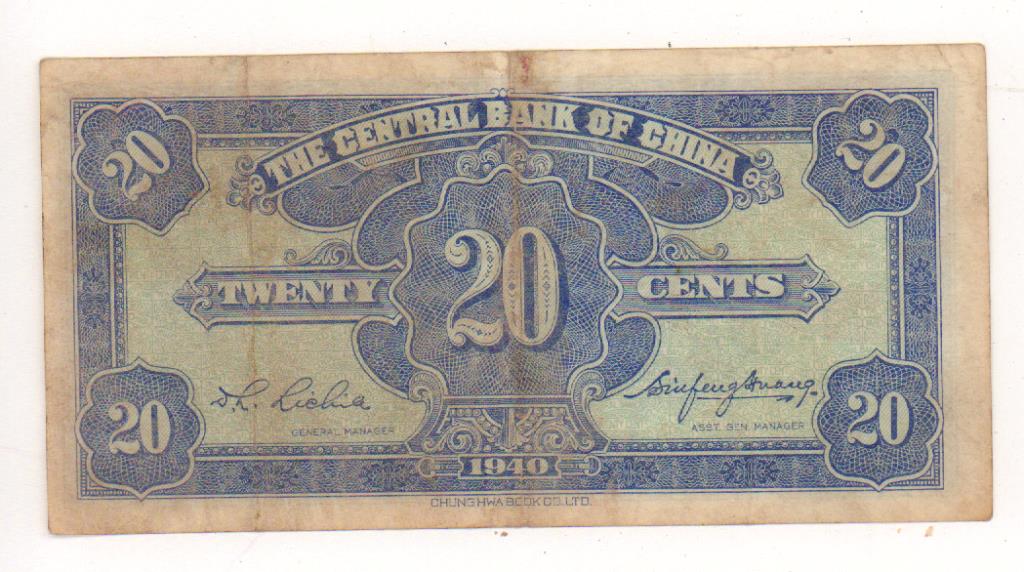 THE CENTRAL BANK OF CHINA
20 20
TWENTY 20 CENTS
GENERAL MANAGER
ASST. GEN. MANAGER
20 20
1940
CHUNG HWA BOOK CO. LTD.